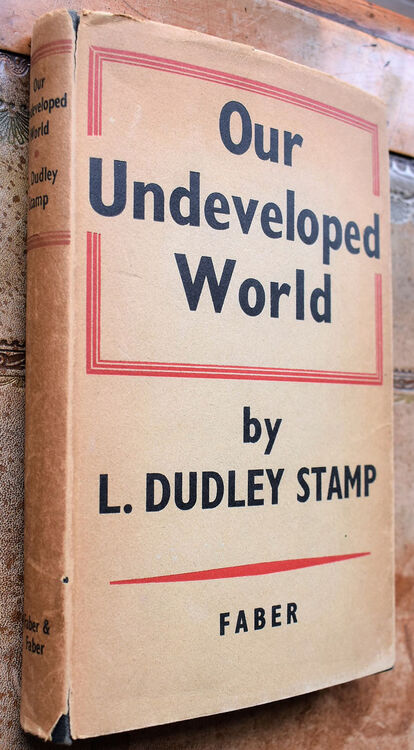 Our
Undeveloped
World
by
L. DUDLEY STAMP
FABER
Our
Undeveloped
World
Dudley
Stamp
Faber &
Faber